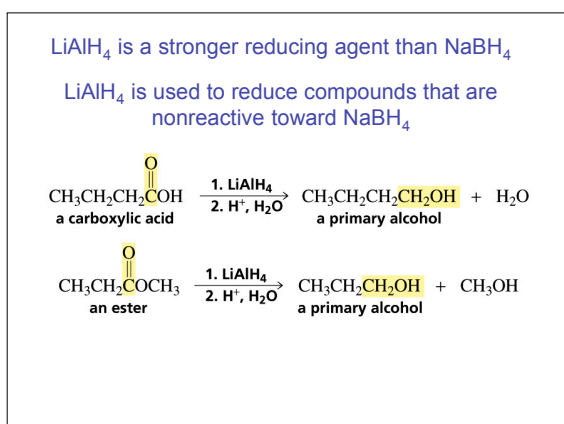 LiAlH₄ is a stronger reducing agent than NaBH₄
LiAlH₄ is used to reduce compounds that are
nonreactive toward NaBH₄
O
CH₃CH₂CH₂COH 1. LiAlH₄ CH₃CH₂CH₂CH₂OH + H₂O
2. H⁺, H₂O
a carboxylic acid a primary alcohol
O
CH₃CH₂COCH₃ 1. LiAlH₄ CH₃CH₂CH₂OH + CH₃OH
2. H⁺, H₂O
an ester a primary alcohol